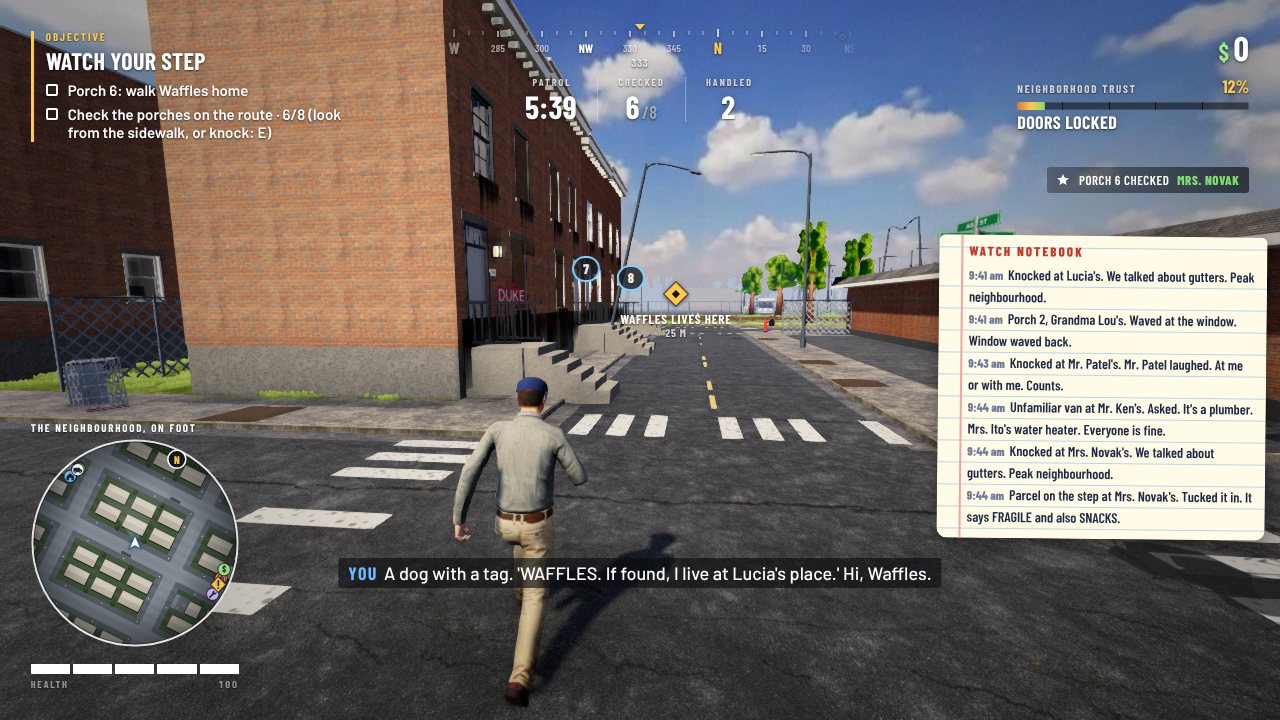 OBJECTIVE
WATCH YOUR STEP
Porch 6: walk Waffles home
Check the porches on the route · 6/8 (look
from the sidewalk, or knock: E)
W 285 300 NW 330 345 N 15 30 NE
333
PATROL CHECKED HANDLED
5:39 6/8 2
$0
NEIGHBORHOOD TRUST 12%
DOORS LOCKED
★ PORCH 6 CHECKED MRS. NOVAK
WATCH NOTEBOOK
9:41 am Knocked at Lucia's. We talked about gutters. Peak
neighbourhood.
9:41 am Porch 2, Grandma Lou's. Waved at the window.
Window waved back.
9:43 am Knocked at Mr. Patel's. Mr. Patel laughed. At me
or with me. Counts.
9:44 am Unfamiliar van at Mr. Ken's. Asked. It's a plumber.
Mrs. Ito's water heater. Everyone is fine.
9:44 am Knocked at Mrs. Novak's. We talked about
gutters. Peak neighbourhood.
9:44 am Parcel on the step at Mrs. Novak's. Tucked it in. It
says FRAGILE and also SNACKS.
7
8
DUKE
WAFFLES LIVES HERE
25 M
THE NEIGHBOURHOOD, ON FOOT
N
$
YOU A dog with a tag. 'WAFFLES. If found, I live at Lucia's place.' Hi, Waffles.
HEALTH 100